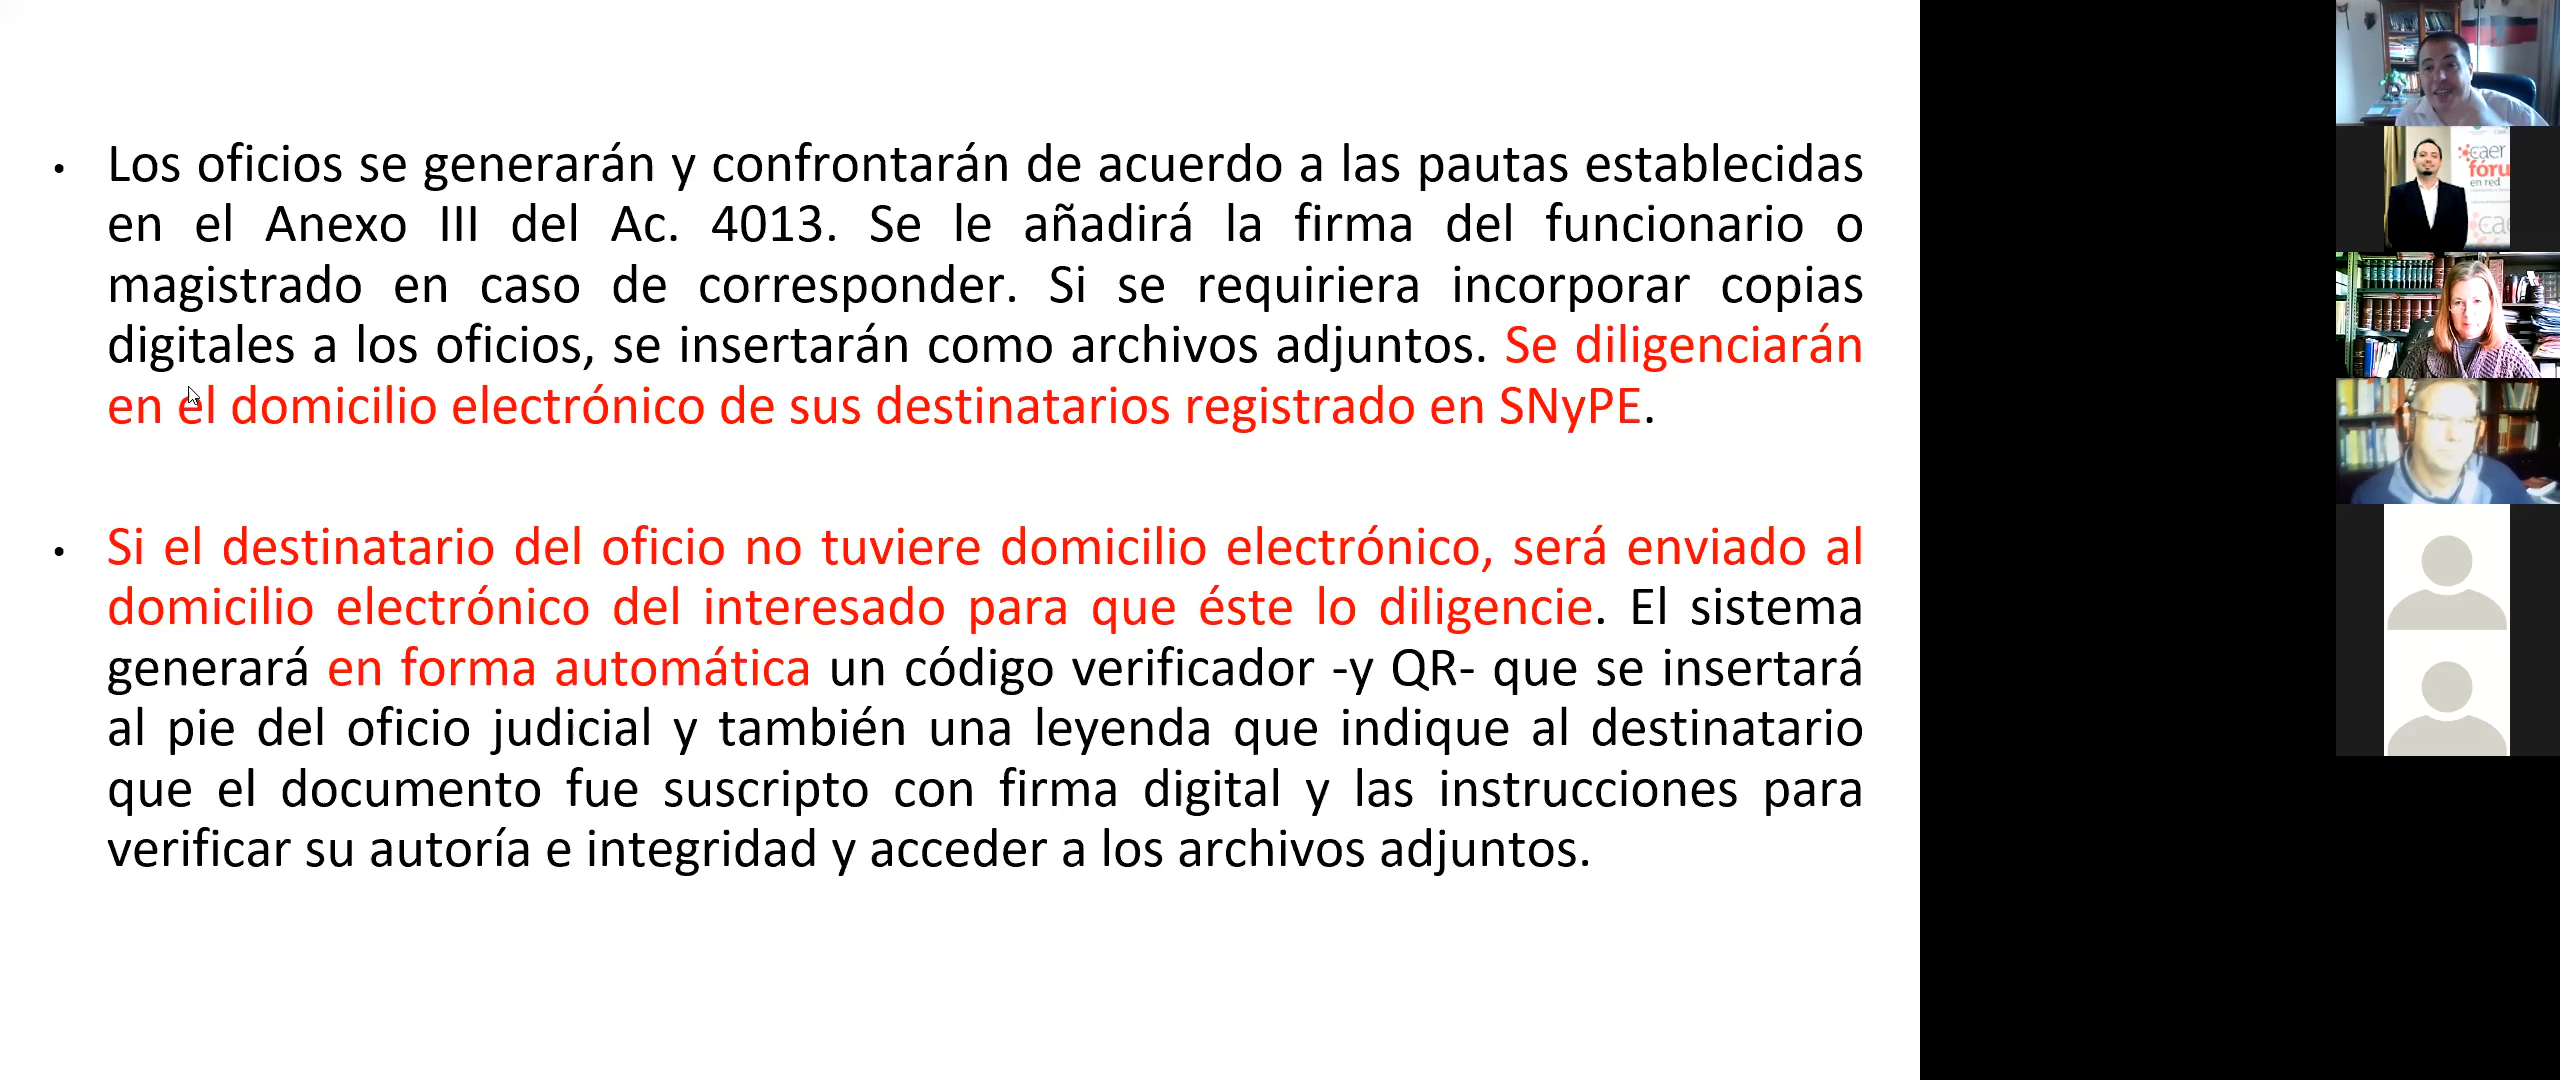 • Los oficios se generarán y confrontarán de acuerdo a las pautas establecidas
en el Anexo III del Ac. 4013. Se le añadirá la firma del funcionario o
magistrado en caso de corresponder. Si se requiriera incorporar copias
digitales a los oficios, se insertarán como archivos adjuntos. Se diligenciarán
en el domicilio electrónico de sus destinatarios registrado en SNyPE.
• Si el destinatario del oficio no tuviere domicilio electrónico, será enviado al
domicilio electrónico del interesado para que éste lo diligencie. El sistema
generará en forma automática un código verificador -y QR- que se insertará
al pie del oficio judicial y también una leyenda que indique al destinatario
que el documento fue suscripto con firma digital y las instrucciones para
verificar su autoría e integridad y acceder a los archivos adjuntos.
caer
fóru
en red